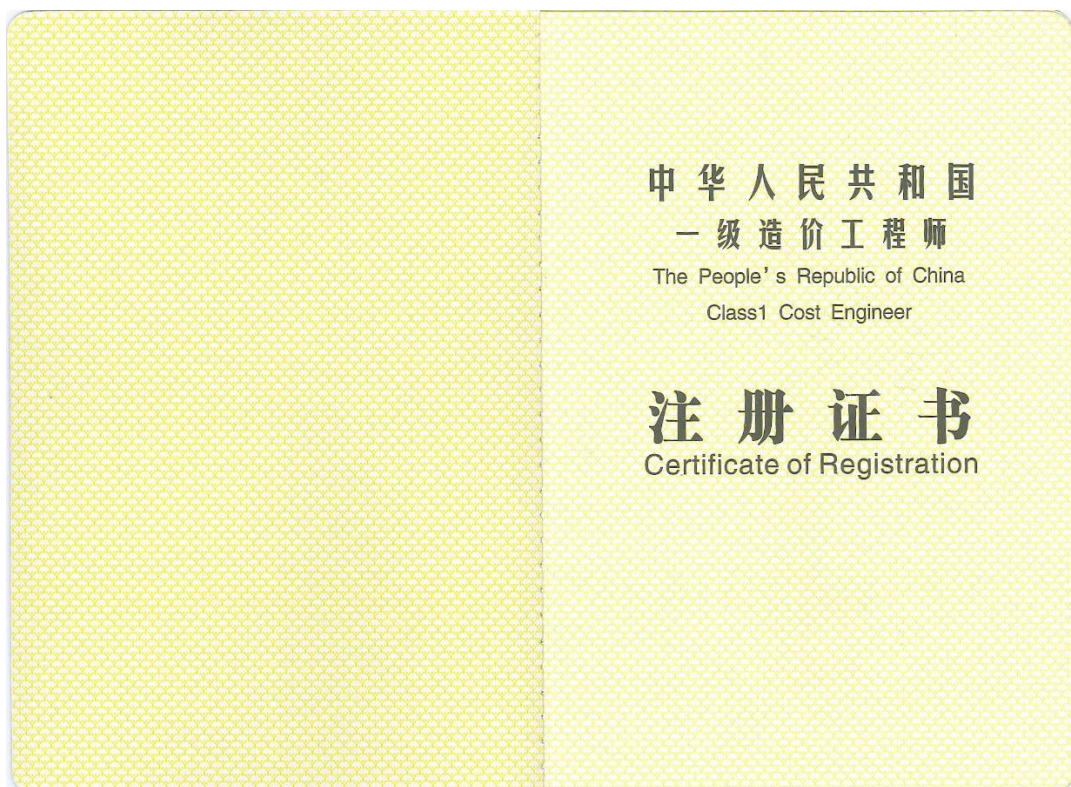 中华人民共和国
一级造价工程师
The People's Republic of China
Class1 Cost Engineer
注册证书
Certificate of Registration